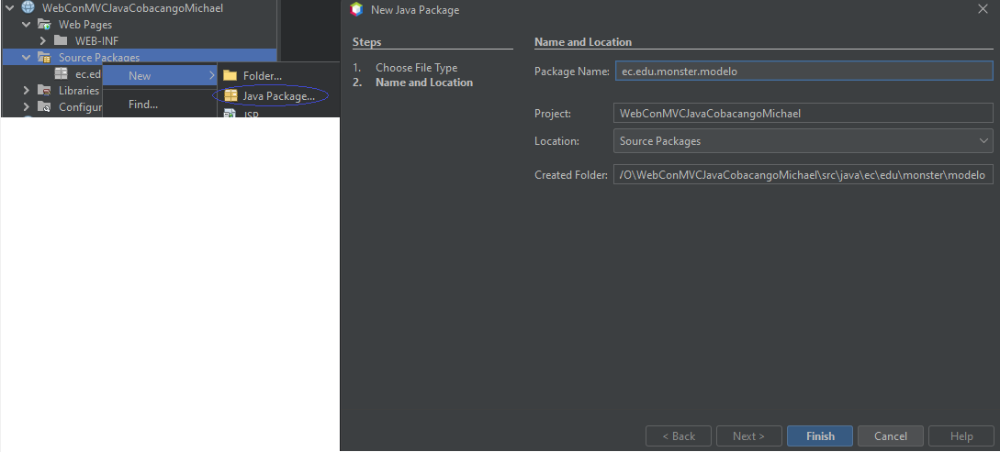 WebConMVCJavaCobacangoMichael
Web Pages
WEB-INF
Source Packages
ec.ed
Libraries
Configur
New
Find...
Folder...
Java Package...
JSP
New Java Package
Steps
1. Choose File Type
2. Name and Location
Name and Location
Package Name: ec.edu.monster.modelo
Project: WebConMVCJavaCobacangoMichael
Location: Source Packages
Created Folder: /O\WebConMVCJavaCobacangoMichael\src\java\ec\edu\monster\modelo
< Back
Next >
Finish
Cancel
Help